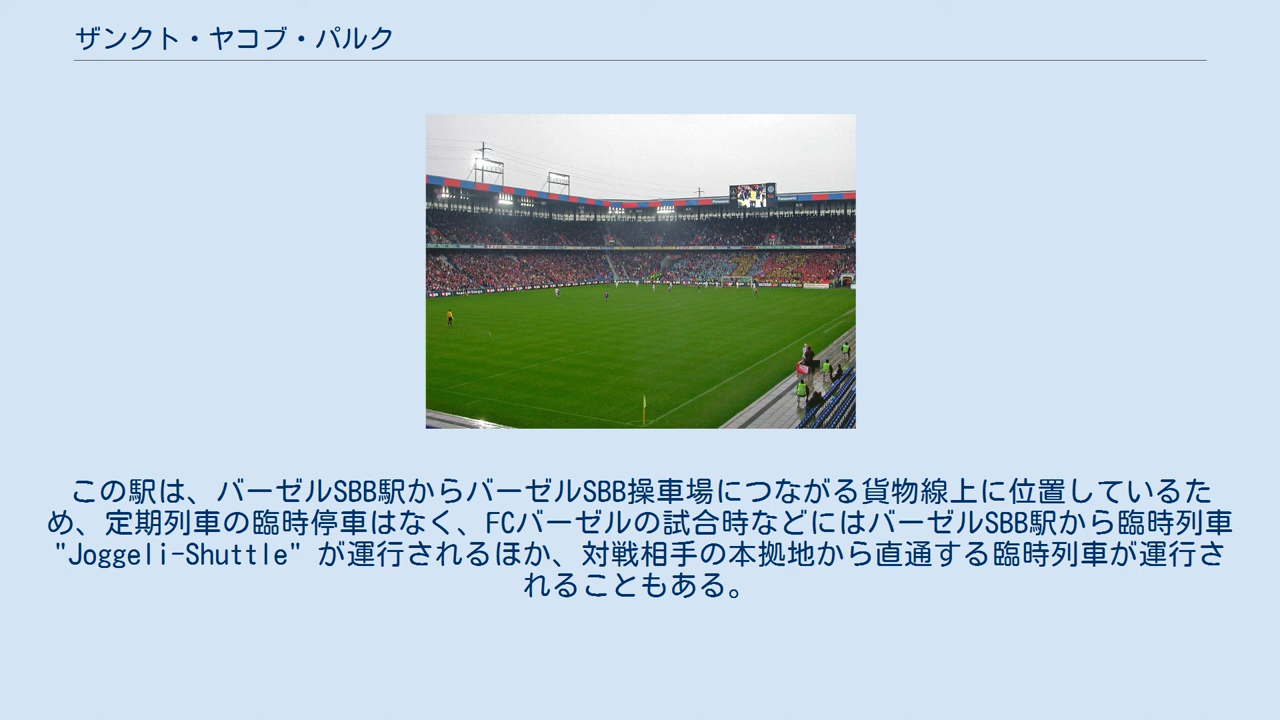 ザンクト・ヤコブ・パルク
この駅は、バーゼルSBB駅からバーゼルSBB操車場につながる貨物線上に位置しているた
め、定期列車の臨時停車はなく、FCバーゼルの試合時などにはバーゼルSBB駅から臨時列車
"Joggeli-Shuttle" が運行されるほか、対戦相手の本拠地から直通する臨時列車が運行さ
れることもある。